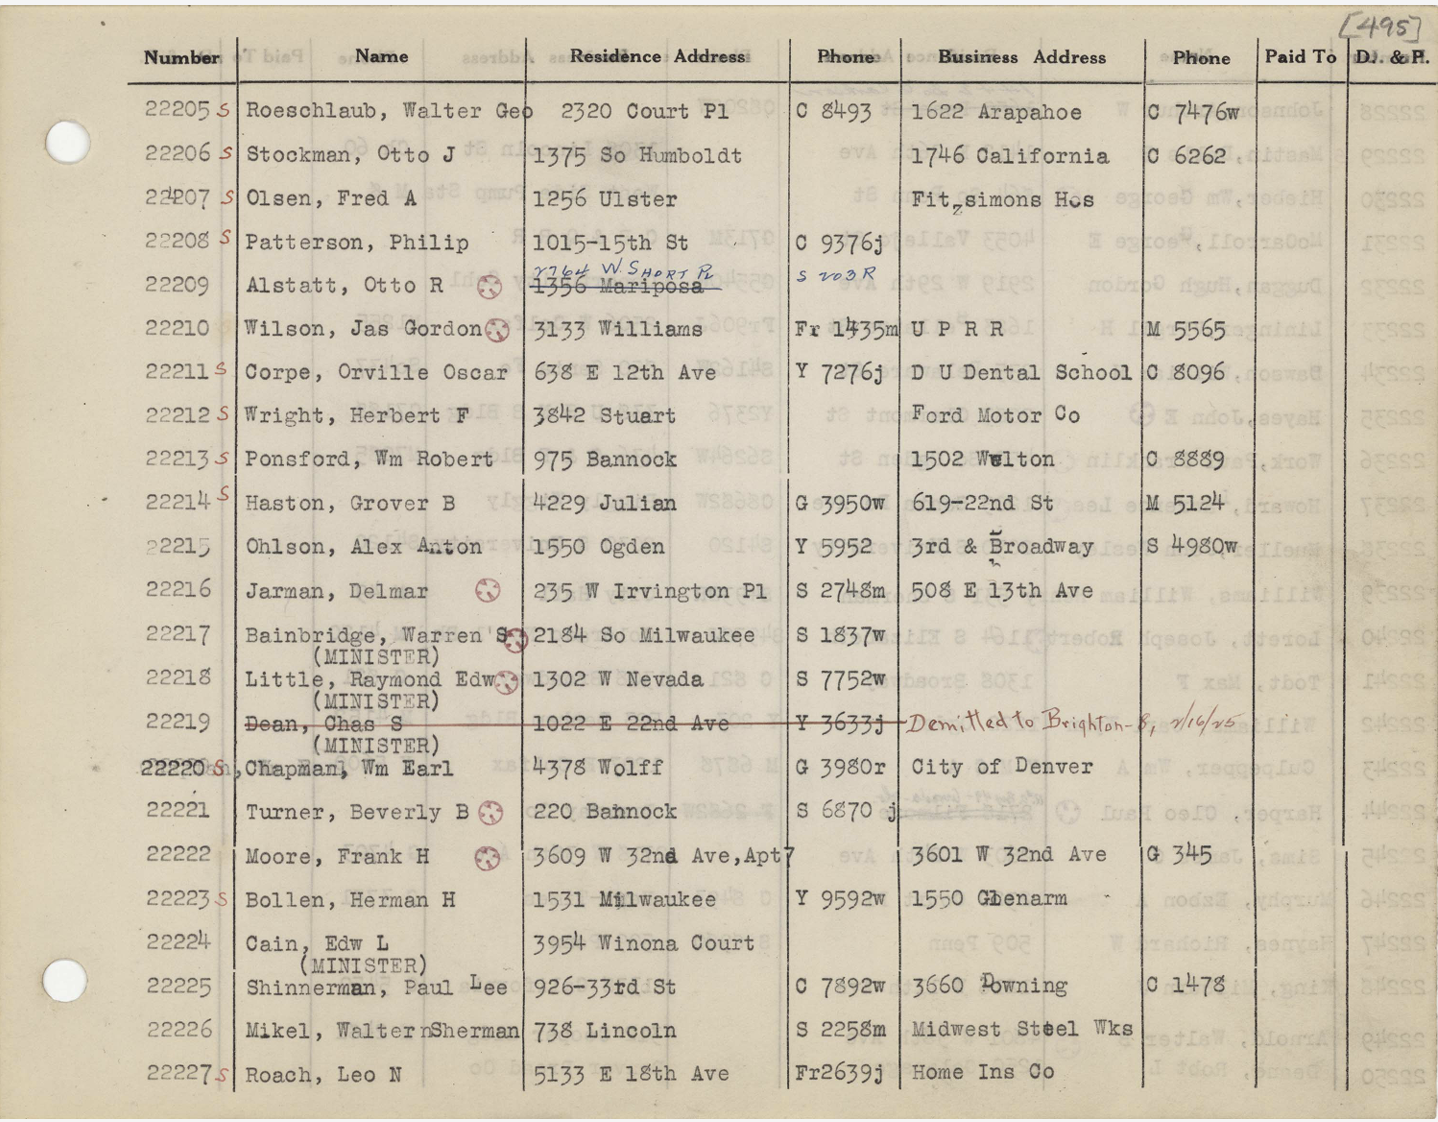 [495]
Number Name Residence Address Phone Business Address Phone Paid To D. & P.
22205 S Roeschlaub, Walter Geo 2320 Court Pl C 8493 1622 Arapahoe C 7476w
22206 S Stockman, Otto J 1375 So Humboldt 1746 California C 6262
22207 S Olsen, Fred A 1256 Ulster Fitzsimons Hos
22208 S Patterson, Philip 1015-15th St C 9376j
2764 W. SHORT PL S 203R
22209 Alstatt, Otto R 1356 Mariposa
22210 Wilson, Jas Gordon 3133 Williams Fr 1435m U P R R M 5565
22211 S Corpe, Orville Oscar 638 E 12th Ave Y 7276j D U Dental School C 8096
22212 S Wright, Herbert F 3842 Stuart Ford Motor Co
22213 S Ponsford, Wm Robert 975 Bannock 1502 Welton C 8889
22214 S Haston, Grover B 4229 Julian G 3950w 619-22nd St M 5124
22215 Ohlson, Alex Anton 1550 Ogden Y 5952 3rd & Broadway S 4980w
22216 Jarman, Delmar 235 W Irvington Pl S 2748m 508 E 13th Ave
22217 Bainbridge, Warren S 2184 So Milwaukee S 1837w
(MINISTER)
22218 Little, Raymond Edw 1302 W Nevada S 7752w
(MINISTER)
22219 Dean, Chas S 1022 E 22nd Ave Y 3633j Demitted to Brighton-8, 2/16/25
(MINISTER)
22220 S Chapman, Wm Earl 4378 Wolff G 3980r City of Denver
22221 Turner, Beverly B 220 Bannock S 6870 j
22222 Moore, Frank H 3609 W 32nd Ave,Apt7 3601 W 32nd Ave G 345
22223 S Bollen, Herman H 1531 Milwaukee Y 9592w 1550 Glenarm
22224 Cain, Edw L 3954 Winona Court
(MINISTER)
22225 Shinnerman, Paul Lee 926-33rd St C 7892w 3660 Downing C 1478
22226 Mikel, Walter Sherman 738 Lincoln S 2258m Midwest Steel Wks
22227 S Roach, Leo N 5133 E 18th Ave Fr2639j Home Ins Co